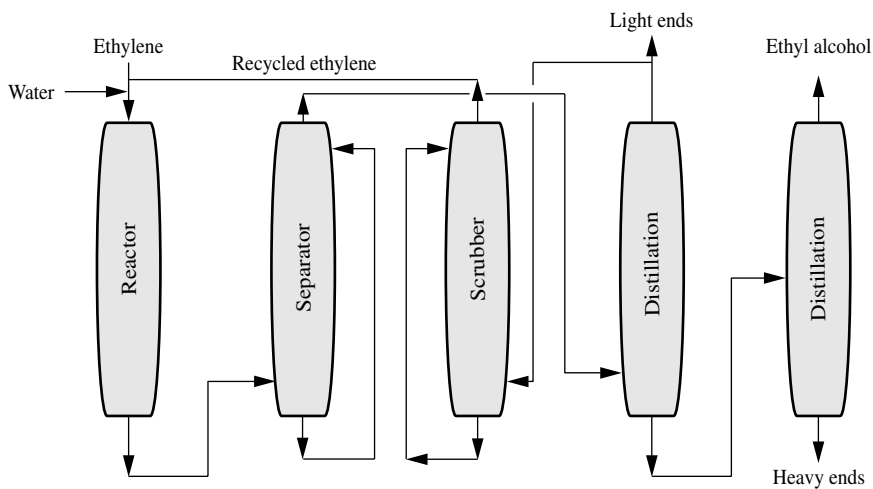 Light ends
Ethylene
Ethyl alcohol
Recycled ethylene
Water
Reactor
Separator
Scrubber
Distillation
Distillation
Heavy ends